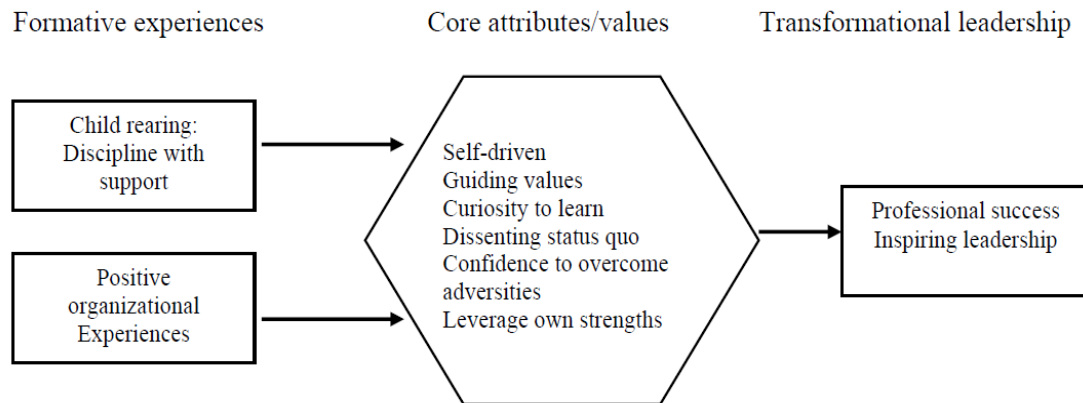 Formative experiences
Core attributes/values
Transformational leadership
Child rearing:
Discipline with
support
Positive
organizational
Experiences
Self-driven
Guiding values
Curiosity to learn
Dissenting status quo
Confidence to overcome
adversities
Leverage own strengths
Professional success
Inspiring leadership